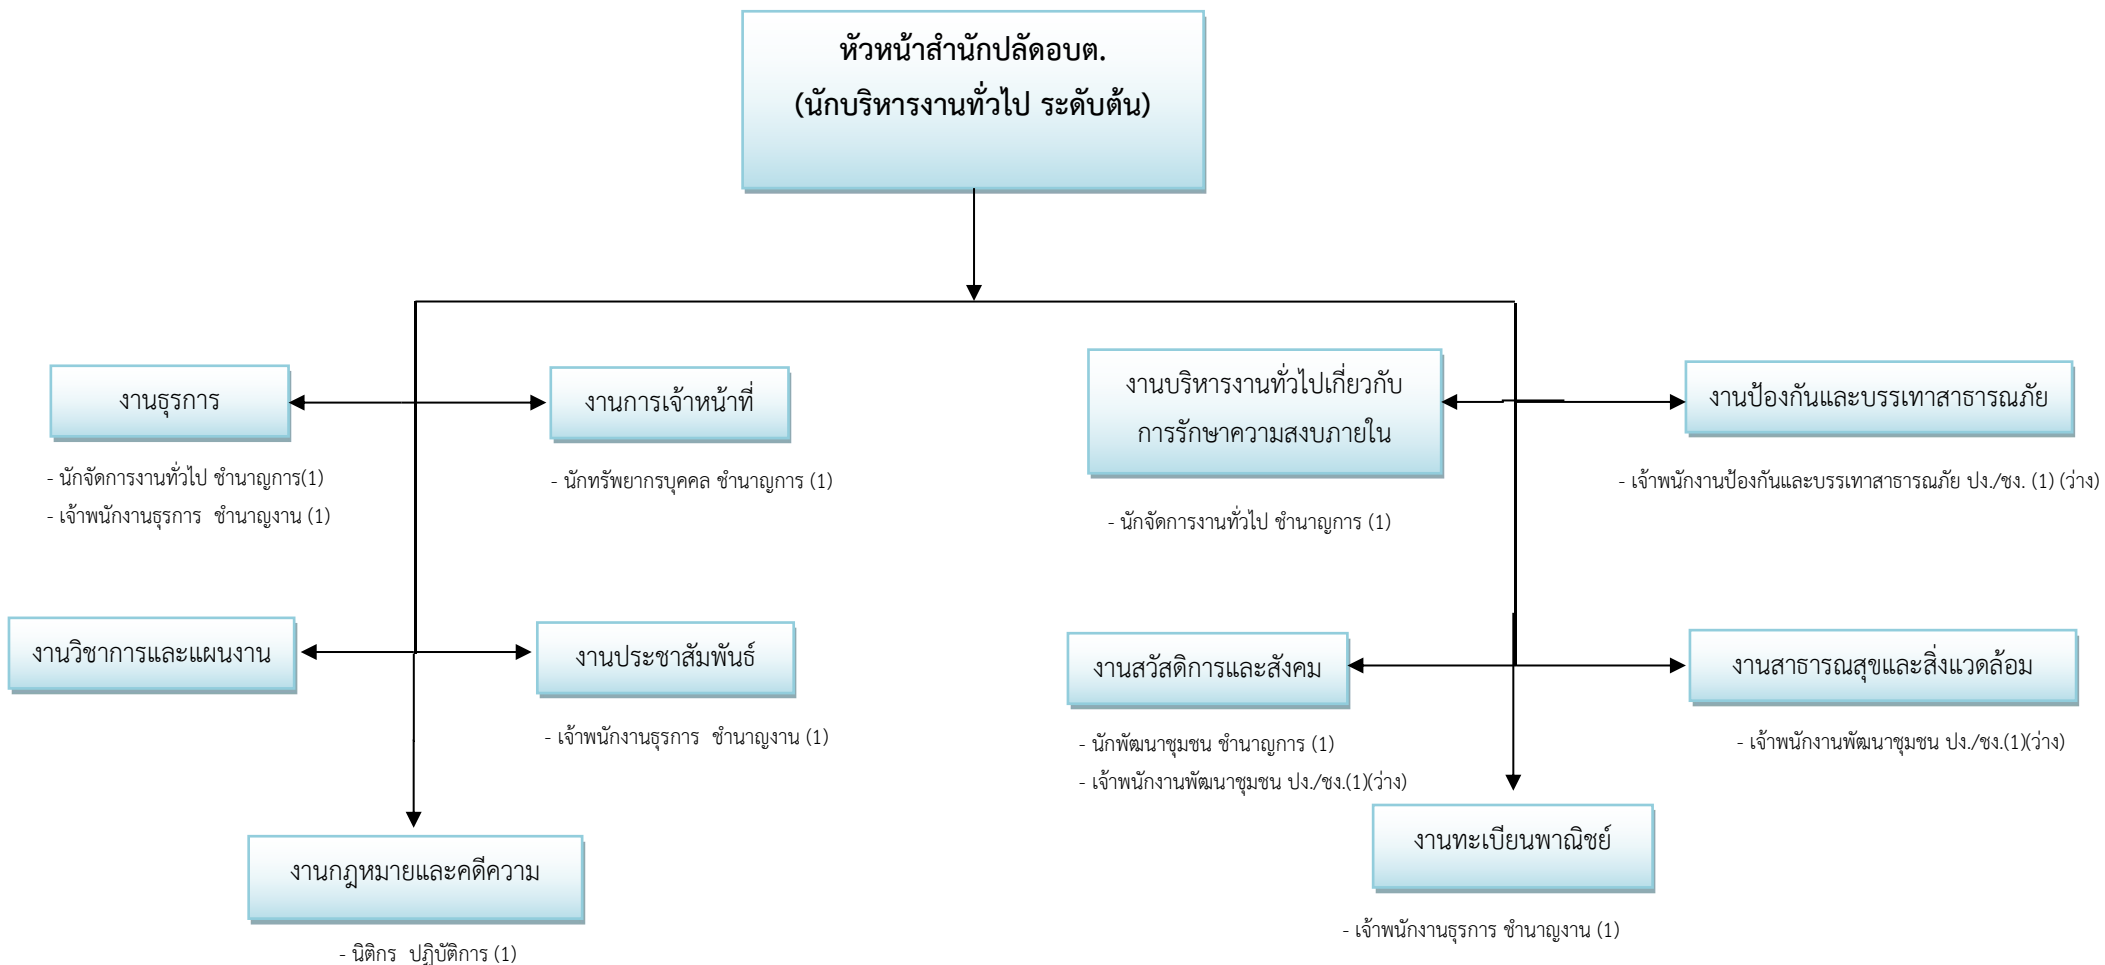 หัวหน้าสำนักปลัดอบต.
(นักบริหารงานทั่วไป ระดับต้น)
งานธุรการ
- นักจัดการงานทั่วไป ชำนาญการ(1)
- เจ้าพนักงานธุรการ ชำนาญงาน (1)
งานการเจ้าหน้าที่
- นักทรัพยากรบุคคล ชำนาญการ (1)
งานบริหารงานทั่วไปเกี่ยวกับ
การรักษาความสงบภายใน
- นักจัดการงานทั่วไป ชำนาญการ (1)
งานป้องกันและบรรเทาสาธารณภัย
- เจ้าพนักงานป้องกันและบรรเทาสาธารณภัย ปง./ชง. (1) (ว่าง)
งานวิชาการและแผนงาน
งานประชาสัมพันธ์
- เจ้าพนักงานธุรการ ชำนาญงาน (1)
งานสวัสดิการและสังคม
- นักพัฒนาชุมชน ชำนาญการ (1)
- เจ้าพนักงานพัฒนาชุมชน ปง./ชง.(1)(ว่าง)
งานสาธารณสุขและสิ่งแวดล้อม
- เจ้าพนักงานพัฒนาชุมชน ปง./ชง.(1)(ว่าง)
งานกฎหมายและคดีความ
- นิติกร ปฏิบัติการ (1)
งานทะเบียนพาณิชย์
- เจ้าพนักงานธุรการ ชำนาญงาน (1)